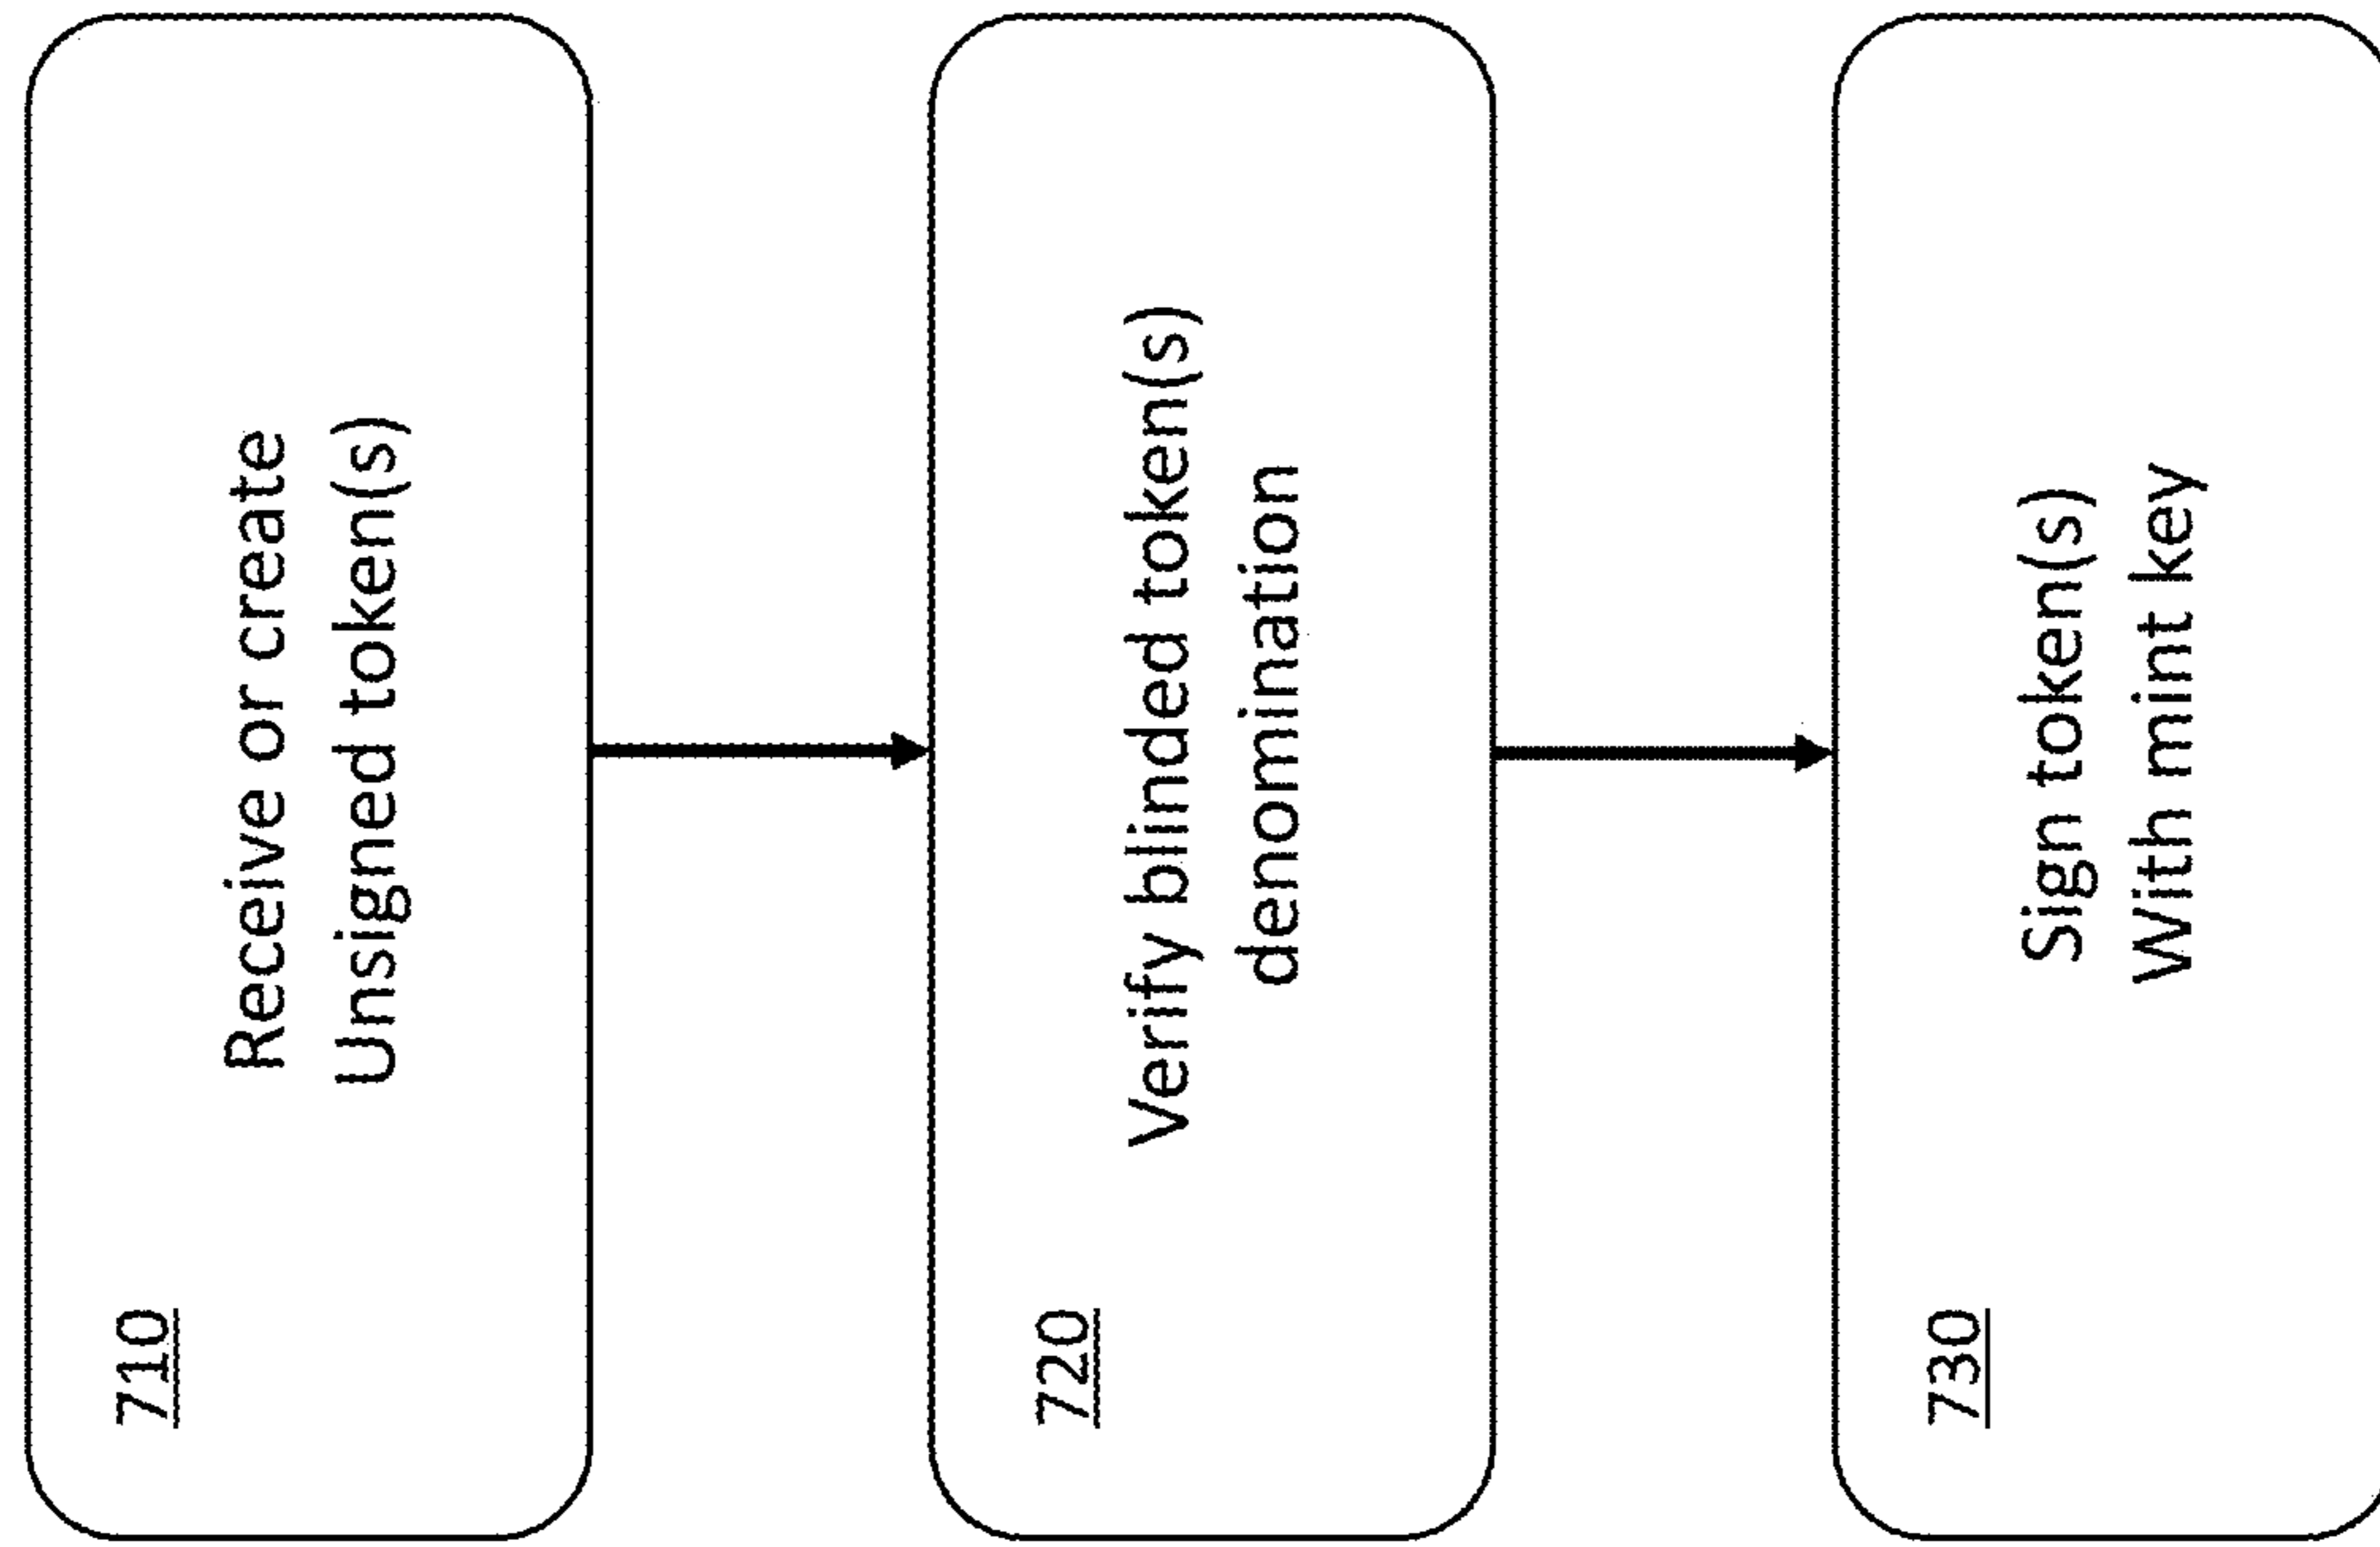 710
Receive or create
Unsigned token(s)
720
Verify blinded token(s)
denomination
730
Sign token(s)
With mint key